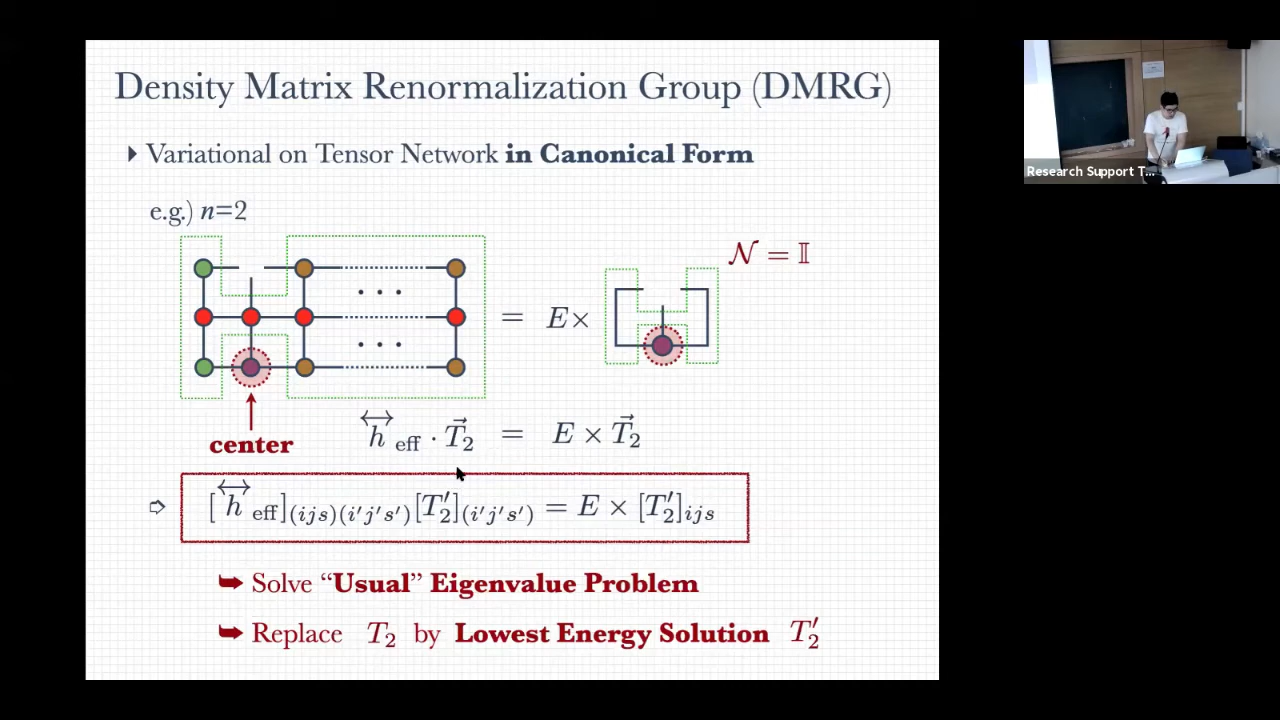 Density Matrix Renormalization Group (DMRG)
Variational on Tensor Network in Canonical Form
e.g.) n=2
𝒩 = 𝕀
= E×
center
h⃡_eff · T⃗_2 = E × T⃗_2
[h⃡_eff]_(ijs)(i′j′s′) [T′_2]_(i′j′s′) = E × [T′_2]_ijs
Solve “Usual” Eigenvalue Problem
Replace T_2 by Lowest Energy Solution T′_2
Research Support T...